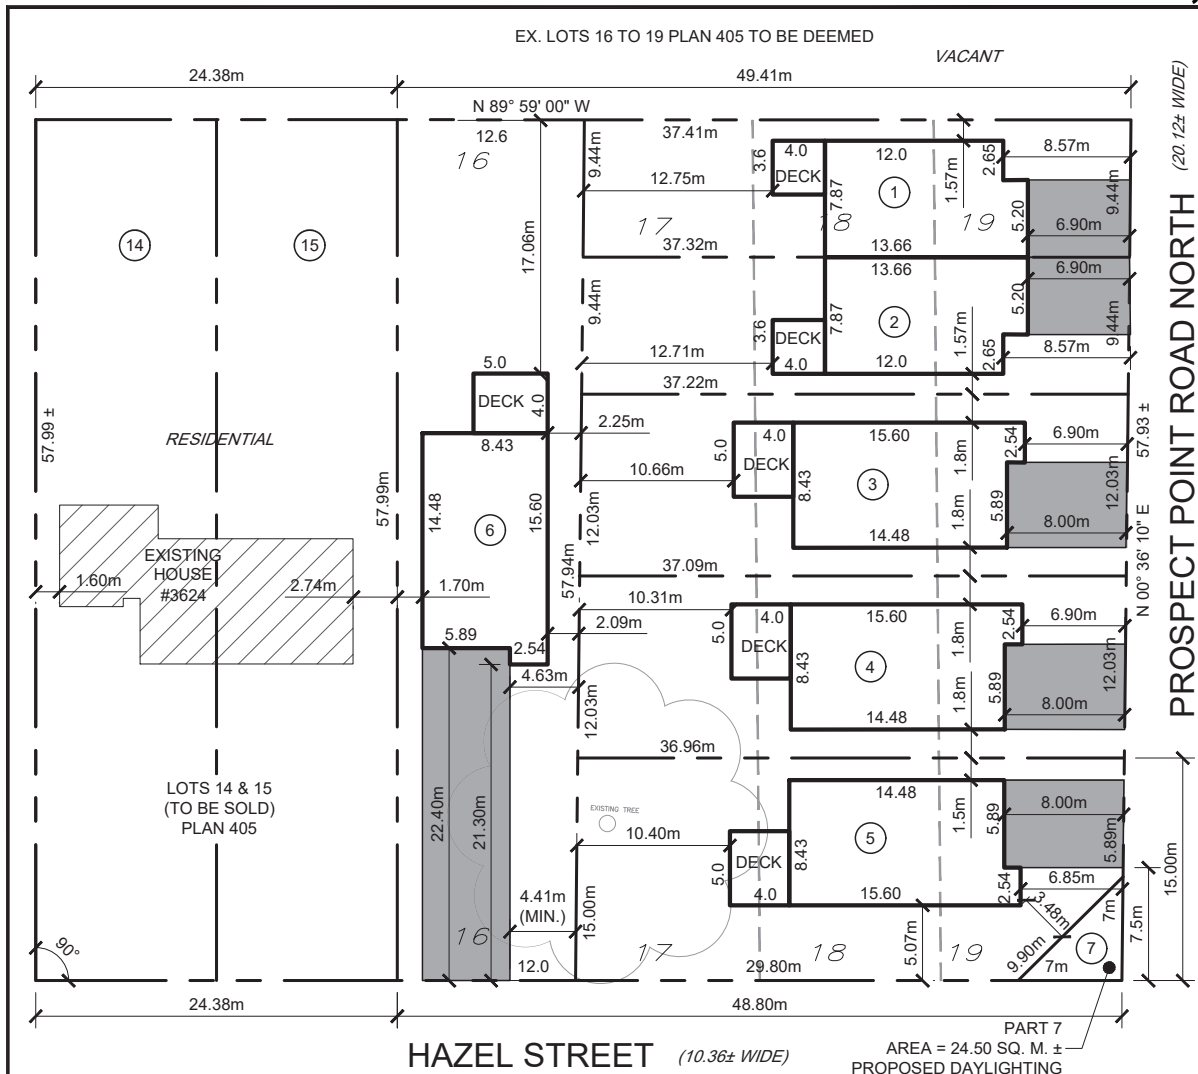 EX. LOTS 16 TO 19 PLAN 405 TO BE DEEMED
VACANT
(20.12± WIDE)
24.38m
49.41m
N 89° 59' 00" W
12.6
37.41m
16
9.44m
3.6
4.0
DECK
12.0
1.57m
2.65
8.57m
12.75m
7.87
1
9.44m
17
18
19
5.20
6.90m
14
15
17.06m
37.32m
13.66
13.66
6.90m
9.44m
7.87
2
5.20
9.44m
3.6
DECK
4.0
12.0
1.57m
2.65
8.57m
12.71m
5.0
DECK
4.0
37.22m
57.99 ±
RESIDENTIAL
2.25m
8.43
5.0
4.0
DECK
15.60
2.54
6.90m
57.93 ±
10.66m
8.43
3
1.8m
1.8m
5.89
12.03m
8.00m
14.48
57.99m
14.48
6
15.60
12.03m
EXISTING
HOUSE
#3624
1.60m
2.74m
1.70m
57.94m
37.09m
N 00° 36' 10" E
PROSPECT POINT ROAD NORTH
10.31m
2.09m
5.0
4.0
DECK
15.60
2.54
6.90m
5.89
2.54
8.43
4
1.8m
1.8m
5.89
12.03m
8.00m
4.63m
12.03m
14.48
36.96m
LOTS 14 & 15
(TO BE SOLD)
PLAN 405
22.40m
21.30m
EXISTING TREE
10.40m
14.48
1.5m
5.89
8.00m
5.89m
15.00m
5.0
DECK
4.0
8.43
5
15.60
2.54
6.85m
3.48m
7m
7.5m
4.41m
(MIN.)
15.00m
90°
16
17
5.07m
18
19
9.90m
7
7m
12.0
29.80m
24.38m
48.80m
HAZEL STREET (10.36± WIDE)
PART 7
AREA = 24.50 SQ. M. ±
PROPOSED DAYLIGHTING